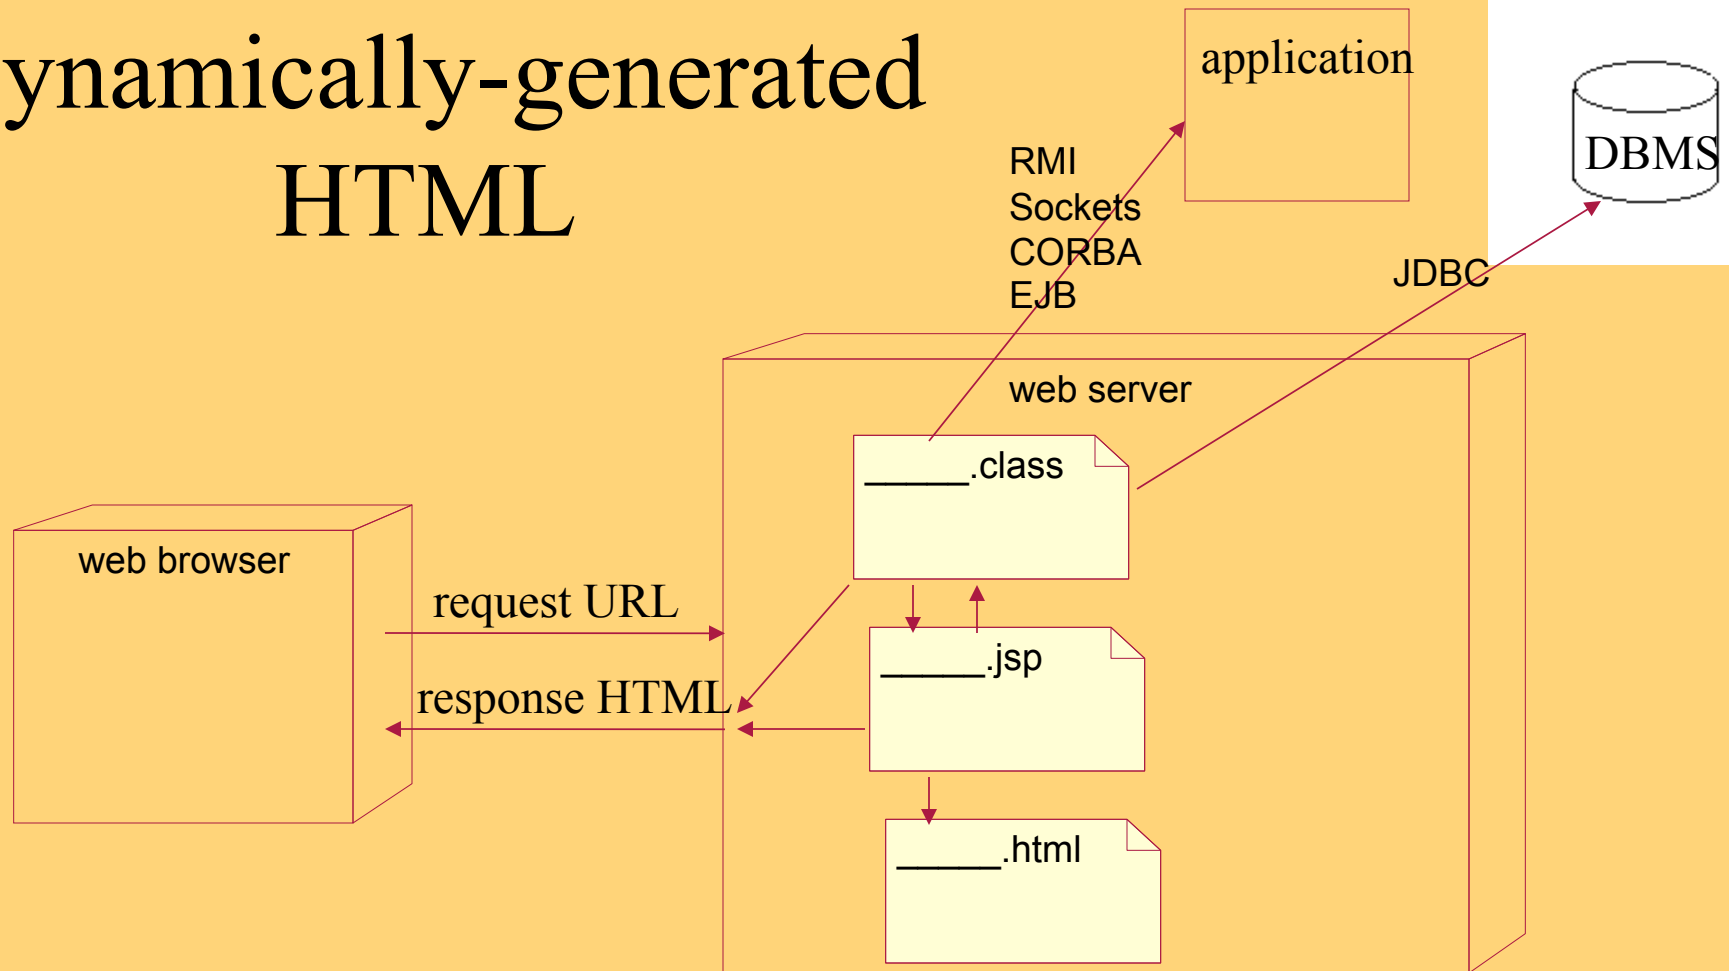 ynamically-generated
HTML
application
DBMS
RMI
Sockets
CORBA
EJB
JDBC
web server
_____.class
web browser
request URL
_____.jsp
response HTML
_____.html